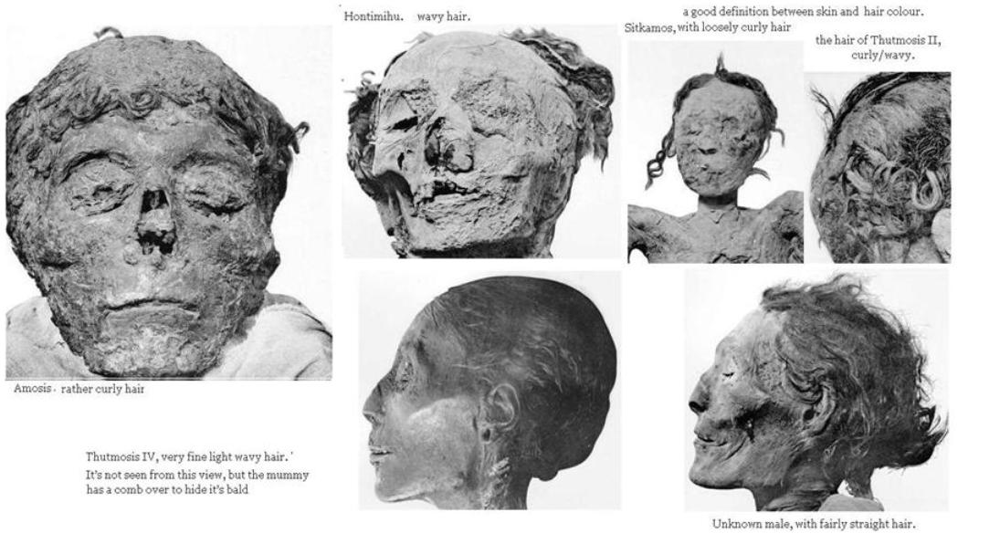 Hontimihu. wavy hair.
a good definition between skin and hair colour.
Sitkamos, with loosely curly hair
the hair of Thutmosis II,
curly/wavy.
Amosis. rather curly hair
Thutmosis IV, very fine light wavy hair.'
It's not seen from this view, but the mummy
has a comb over to hide it's bald
Unknown male, with fairly straight hair.